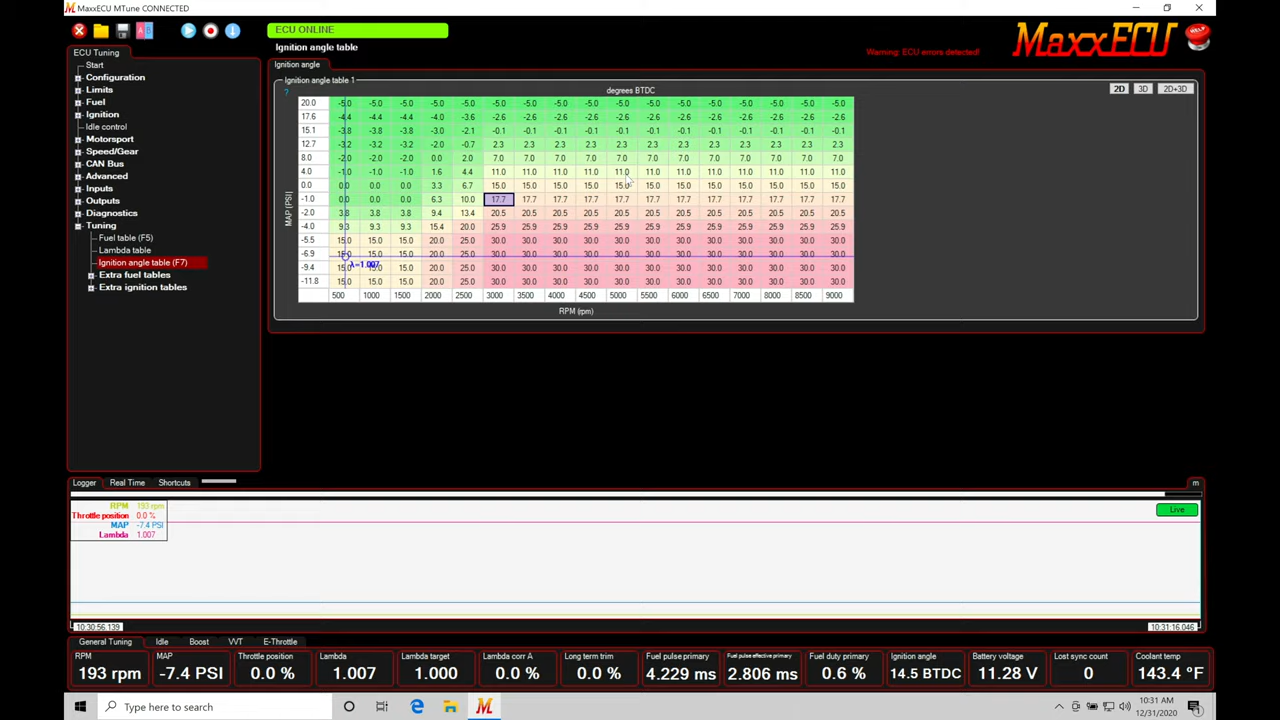 MaxxECU MTune - CONNECTED
ECU ONLINE
Ignition angle table
Warning: ECU errors detected!
MaxxECU
HELP
ECU Tuning
Start
Configuration
Limits
Fuel
Ignition
Idle control
Motorsport
Speed/Gear
CAN Bus
Advanced
Inputs
Outputs
Diagnostics
Tuning
Fuel table (F5)
Lambda table
Ignition angle table (F7)
Extra fuel tables
Extra ignition tables
Ignition angle
Ignition angle table 1
? degrees BTDC 2D 3D 2D+3D
20.0 -5.0 -5.0 -5.0 -5.0 -5.0 -5.0 -5.0 -5.0 -5.0 -5.0 -5.0 -5.0 -5.0 -5.0 -5.0 -5.0 -5.0
17.6 -4.4 -4.4 -4.4 -4.0 -3.6 -2.6 -2.6 -2.6 -2.6 -2.6 -2.6 -2.6 -2.6 -2.6 -2.6 -2.6 -2.6
15.1 -3.8 -3.8 -3.8 -3.0 -2.1 -0.1 -0.1 -0.1 -0.1 -0.1 -0.1 -0.1 -0.1 -0.1 -0.1 -0.1 -0.1
12.7 -3.2 -3.2 -3.2 -2.0 -0.7 2.3 2.3 2.3 2.3 2.3 2.3 2.3 2.3 2.3 2.3 2.3 2.3
8.0 -2.0 -2.0 -2.0 0.0 2.0 7.0 7.0 7.0 7.0 7.0 7.0 7.0 7.0 7.0 7.0 7.0 7.0
4.0 -1.0 -1.0 -1.0 1.6 4.4 11.0 11.0 11.0 11.0 11.0 11.0 11.0 11.0 11.0 11.0 11.0 11.0
0.0 0.0 0.0 0.0 3.3 6.7 15.0 15.0 15.0 15.0 15.0 15.0 15.0 15.0 15.0 15.0 15.0 15.0
-1.0 0.0 0.0 0.0 6.3 10.0 17.7 17.7 17.7 17.7 17.7 17.7 17.7 17.7 17.7 17.7 17.7 17.7
-2.0 3.8 3.8 3.8 9.4 13.4 20.5 20.5 20.5 20.5 20.5 20.5 20.5 20.5 20.5 20.5 20.5 20.5
-4.0 9.3 9.3 9.3 15.4 20.0 25.9 25.9 25.9 25.9 25.9 25.9 25.9 25.9 25.9 25.9 25.9 25.9
-5.5 15.0 15.0 15.0 20.0 25.0 30.0 30.0 30.0 30.0 30.0 30.0 30.0 30.0 30.0 30.0 30.0 30.0
-6.9 15.0 15.0 15.0 20.0 25.0 30.0 30.0 30.0 30.0 30.0 30.0 30.0 30.0 30.0 30.0 30.0 30.0
λ=1.007
-9.4 15.0 15.0 15.0 20.0 25.0 30.0 30.0 30.0 30.0 30.0 30.0 30.0 30.0 30.0 30.0 30.0 30.0
-11.8 15.0 15.0 15.0 20.0 25.0 30.0 30.0 30.0 30.0 30.0 30.0 30.0 30.0 30.0 30.0 30.0 30.0
500 1000 1500 2000 2500 3000 3500 4000 4500 5000 5500 6000 6500 7000 8000 8500 9000
MAP (PSI)
RPM (rpm)
Logger Real Time Shortcuts m
RPM 193 rpm
Throttle position 0.0 %
MAP -7.4 PSI
Lambda 1.007
Live
10:30:56.139 10:31:16.046
General Tuning Idle Boost VVT E-Throttle
RPM MAP Throttle position Lambda Lambda target Lambda corr A Long term trim Fuel pulse primary Fuel pulse effective primary Fuel duty primary Ignition angle Battery voltage Lost sync count Coolant temp
193 rpm -7.4 PSI 0.0 % 1.007 1.000 0.0 % 0.0 % 4.229 ms 2.806 ms 0.6 % 14.5 BTDC 11.28 V 0 143.4 °F
Type here to search
10:31 AM
12/31/2020